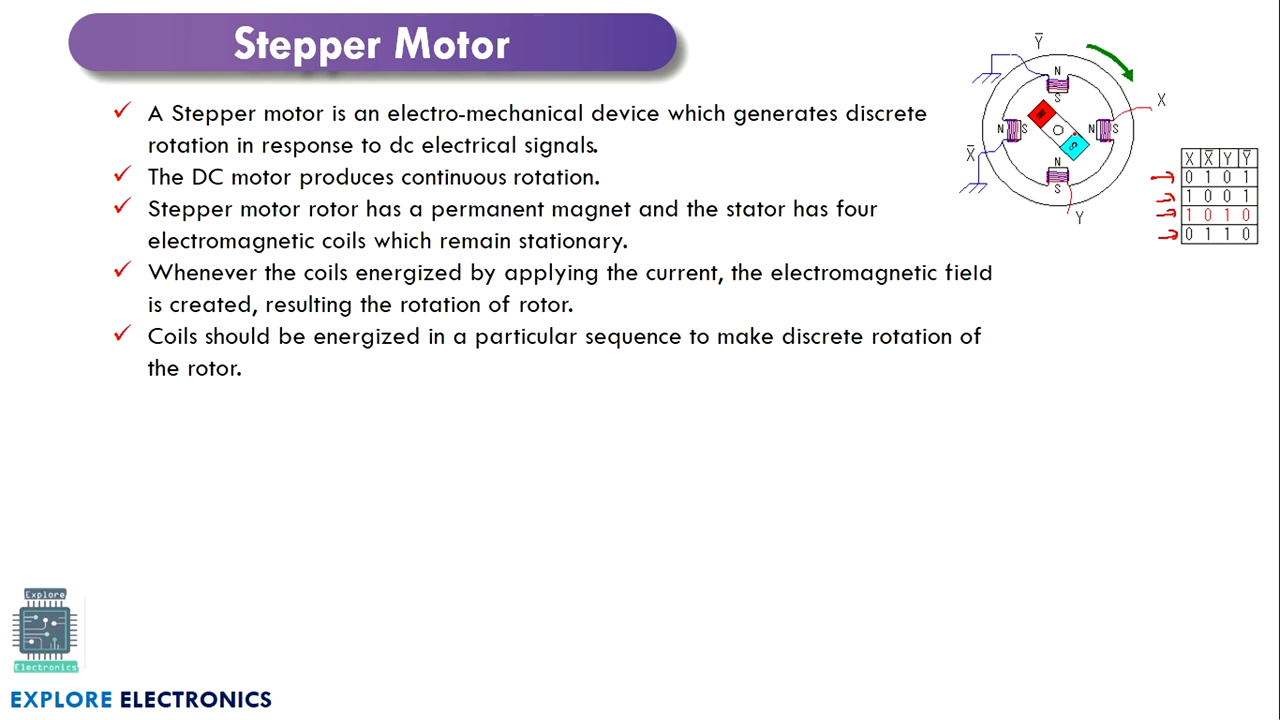 Stepper Motor
✓ A Stepper motor is an electro-mechanical device which generates discrete
rotation in response to dc electrical signals.
✓ The DC motor produces continuous rotation.
✓ Stepper motor rotor has a permanent magnet and the stator has four
electromagnetic coils which remain stationary.
✓ Whenever the coils energized by applying the current, the electromagnetic field
is created, resulting the rotation of rotor.
✓ Coils should be energized in a particular sequence to make discrete rotation of
the rotor.
Y̅
N
S
X
N
N S
N S
S
X̅
N
S
Y
X X̅ Y Y̅
0 1 0 1
1 0 0 1
1 0 1 0
0 1 1 0
Explore
Electronics
EXPLORE ELECTRONICS